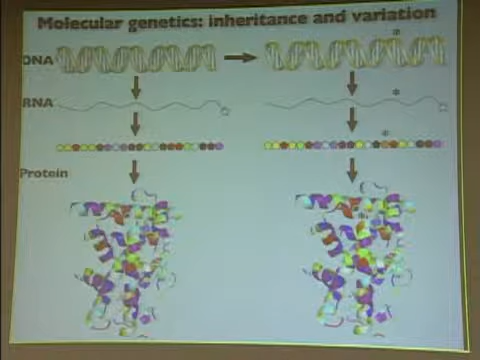 Molecular genetics: inheritance and variation
DNA
*
RNA
*
*
Protein
*